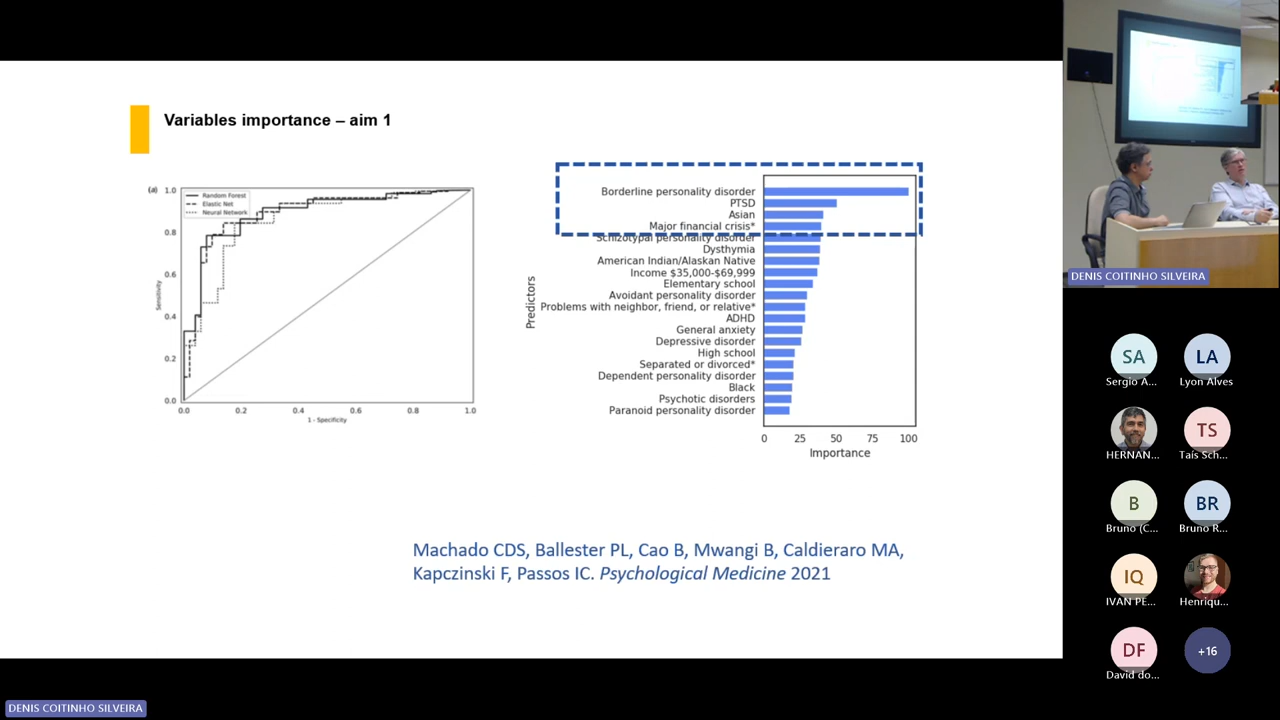 Variables importance – aim 1
(a)
1.0
0.8
0.6
0.4
0.2
0.0
Sensitivity
Random Forest
Elastic Net
Neural Network
0.0 0.2 0.4 0.6 0.8 1.0
1 - Specificity
Predictors
Borderline personality disorder
PTSD
Asian
Major financial crisis*
Schizotypal personality disorder
Dysthymia
American Indian/Alaskan Native
Income $35,000-$69,999
Elementary school
Avoidant personality disorder
Problems with neighbor, friend, or relative*
ADHD
General anxiety
Depressive disorder
High school
Separated or divorced*
Dependent personality disorder
Black
Psychotic disorders
Paranoid personality disorder
0 25 50 75 100
Importance
Machado CDS, Ballester PL, Cao B, Mwangi B, Caldieraro MA,
Kapczinski F, Passos IC. Psychological Medicine 2021
DENIS COITINHO SILVEIRA
SA LA
Sergio A... Lyon Alves
TS
HERNAN... Taís Sch...
B BR
Bruno (C... Bruno R...
IQ
IVAN PE... Henriqu...
DF +16
David do...
DENIS COITINHO SILVEIRA